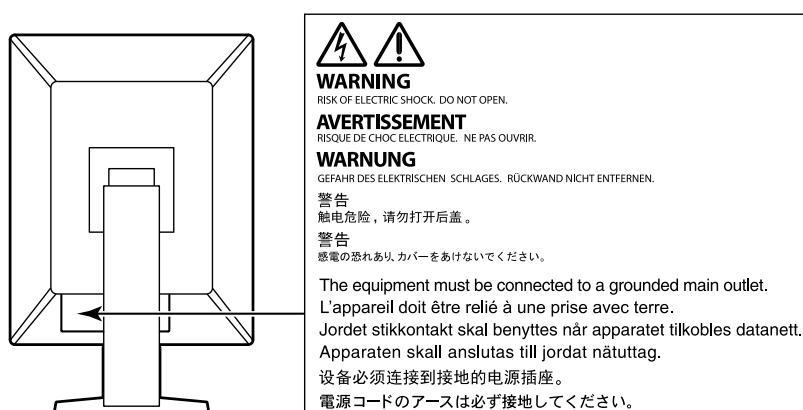 WARNING
RISK OF ELECTRIC SHOCK. DO NOT OPEN.
AVERTISSEMENT
RISQUE DE CHOC ELECTRIQUE. NE PAS OUVRIR.
WARNUNG
GEFAHR DES ELEKTRISCHEN SCHLAGES. RÜCKWAND NICHT ENTFERNEN.
警告
触电危险，请勿打开后盖。
警告
感電の恐れあり、カバーをあけないでください。
The equipment must be connected to a grounded main outlet.
L'appareil doit être relié à une prise avec terre.
Jordet stikkontakt skal benyttes når apparatet tilkobles datanett.
Apparaten skall anslutas till jordat nätuttag.
设备必须连接到接地的电源插座。
電源コードのアースは必ず接地してください。